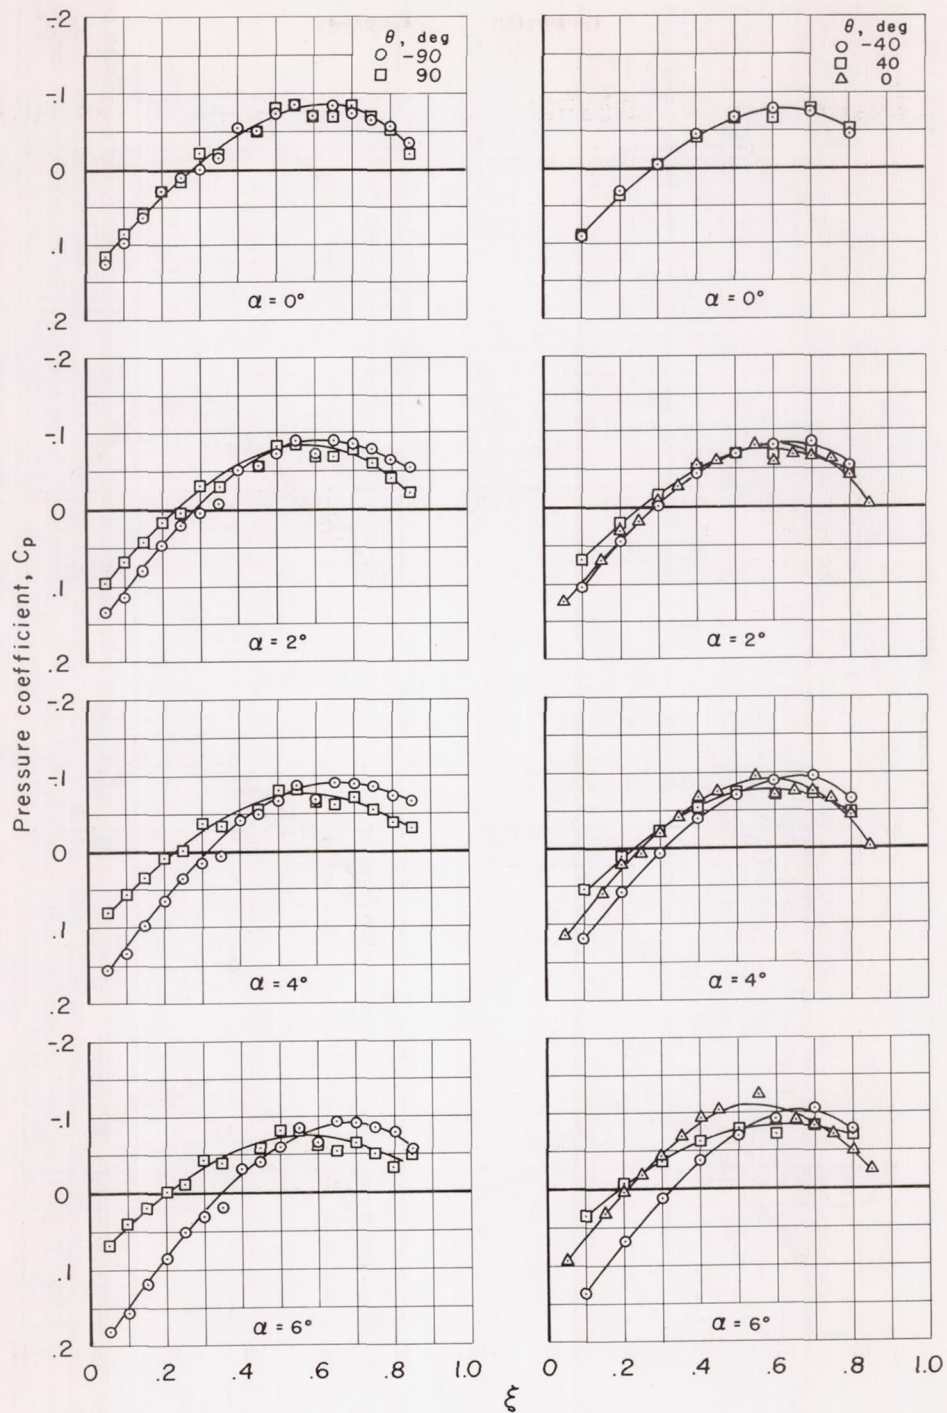 Pressure coefficient, Cp
-.2
-.1
0
.1
.2
θ, deg
-90
90
α = 0°
θ, deg
-40
40
0
α = 0°
-.2
-.1
0
.1
.2
α = 2°
α = 2°
-.2
-.1
0
.1
.2
α = 4°
α = 4°
-.2
-.1
0
.1
.2
α = 6°
α = 6°
0 .2 .4 .6 .8 1.0
0 .2 .4 .6 .8 1.0
ξ